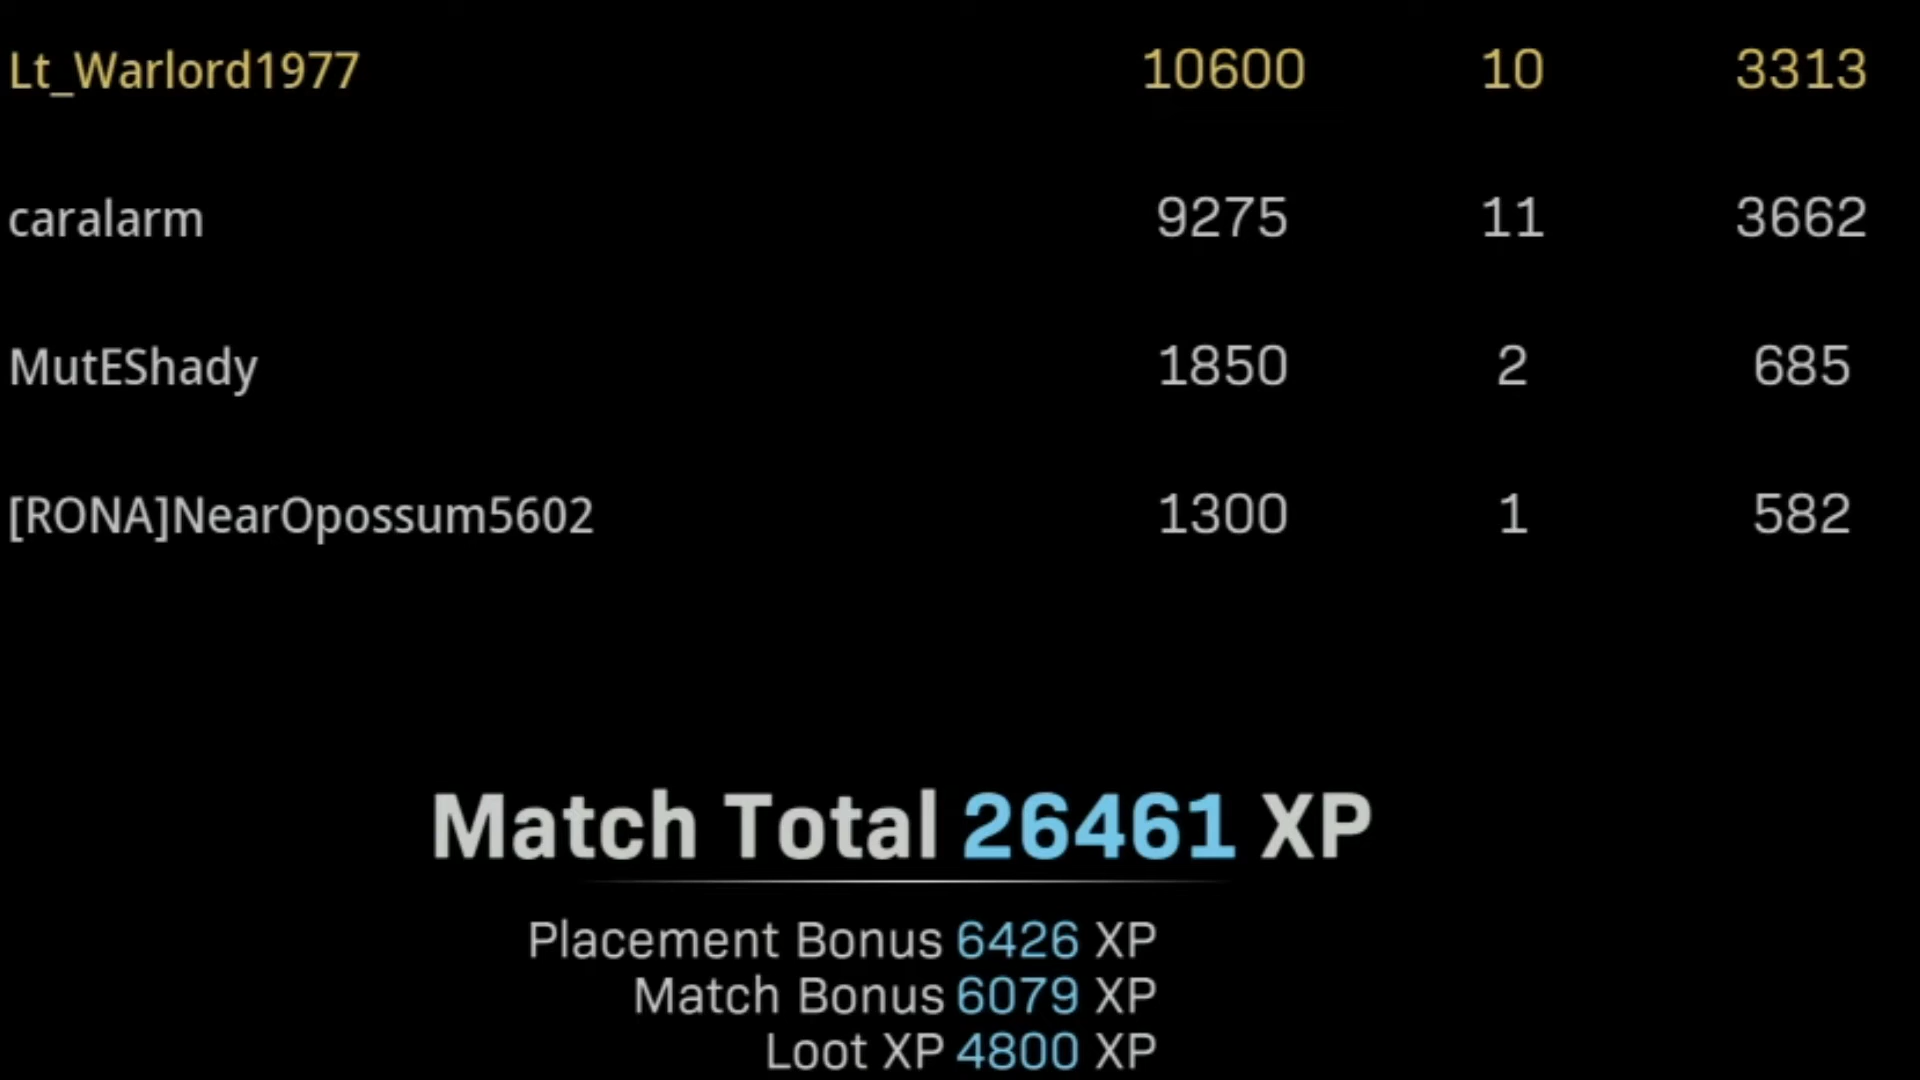 Lt_Warlord1977 10600 10 3313
caralarm 9275 11 3662
MutEShady 1850 2 685
[RONA]NearOpossum5602 1300 1 582
Match Total 26461 XP
Placement Bonus 6426 XP
Match Bonus 6079 XP
Loot XP 4800 XP